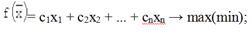 f(x̄) = c1x1 + c2x2 + ... + cnxn → max(min);